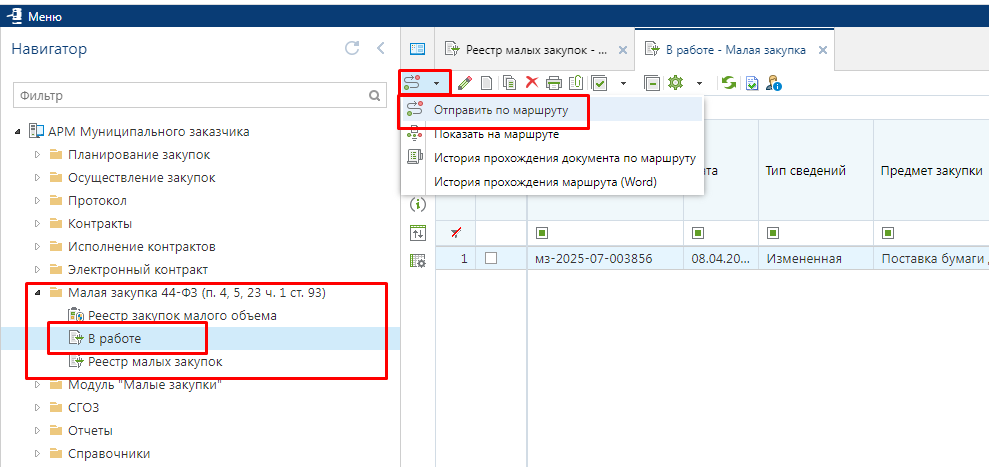 Меню
Навигатор
Фильтр
АРМ Муниципального заказчика
Планирование закупок
Осуществление закупок
Протокол
Контракты
Исполнение контрактов
Электронный контракт
Малая закупка 44-ФЗ (п. 4, 5, 23 ч. 1 ст. 93)
Реестр закупок малого объема
В работе
Реестр малых закупок
Модуль "Малые закупки"
СГОЗ
Отчеты
Справочники
Реестр малых закупок - ...
В работе - Малая закупка
Отправить по маршруту
Показать на маршруте
История прохождения документа по маршруту
История прохождения маршрута (Word)
Тип сведений
Предмет закупки
1
мз-2025-07-003856
08.04.20...
Измененная
Поставка бумаги